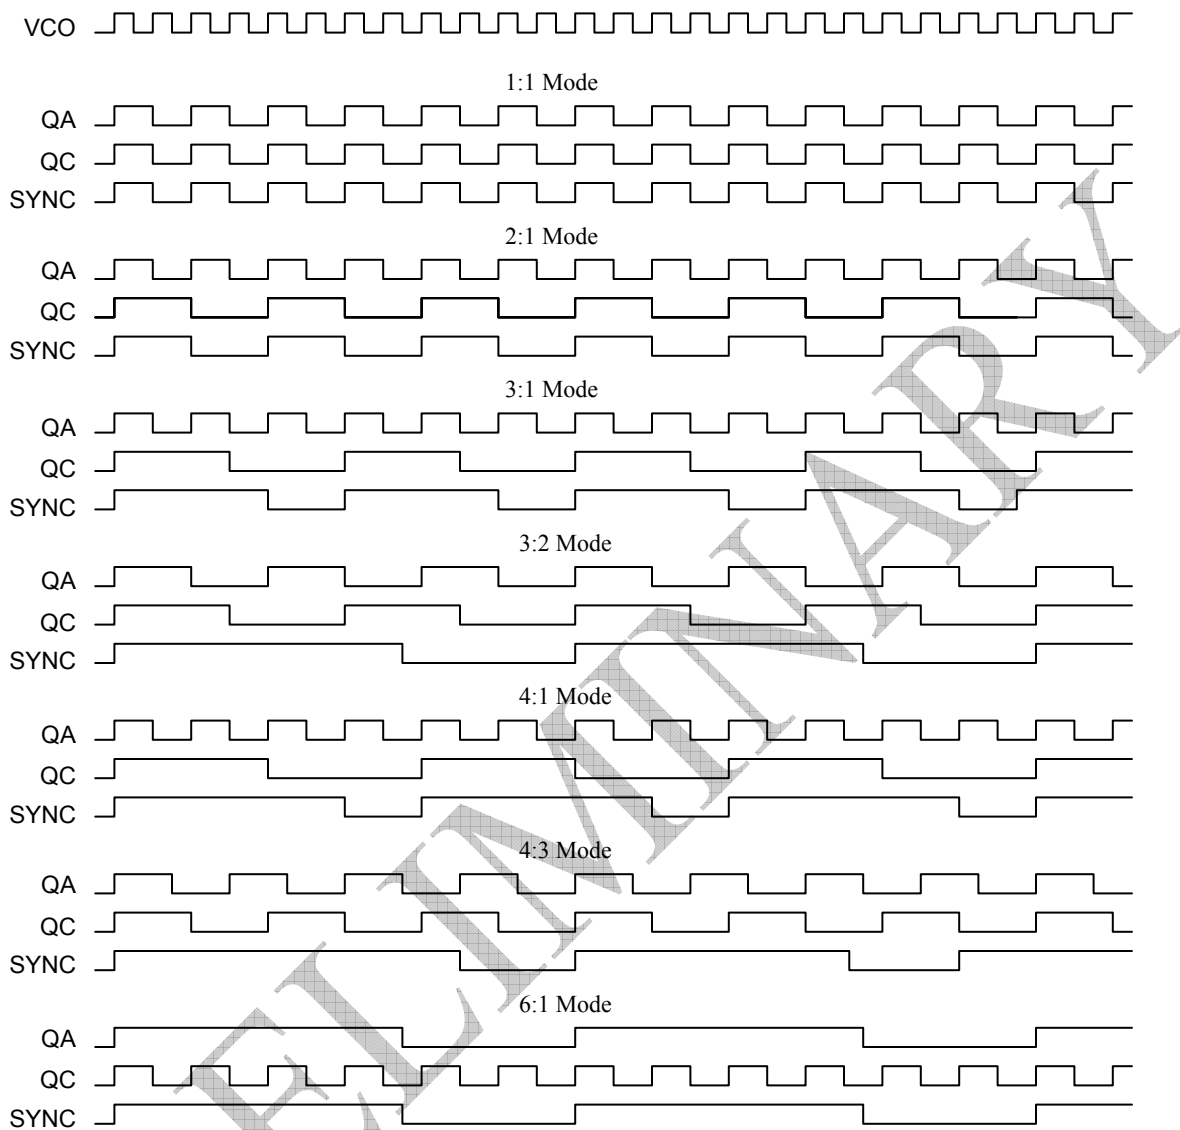 VCO
1:1 Mode
QA
QC
SYNC
2:1 Mode
QA
QC
SYNC
3:1 Mode
QA
QC
SYNC
3:2 Mode
QA
QC
SYNC
4:1 Mode
QA
QC
SYNC
4:3 Mode
QA
QC
SYNC
6:1 Mode
QA
QC
SYNC
ELIMINARY